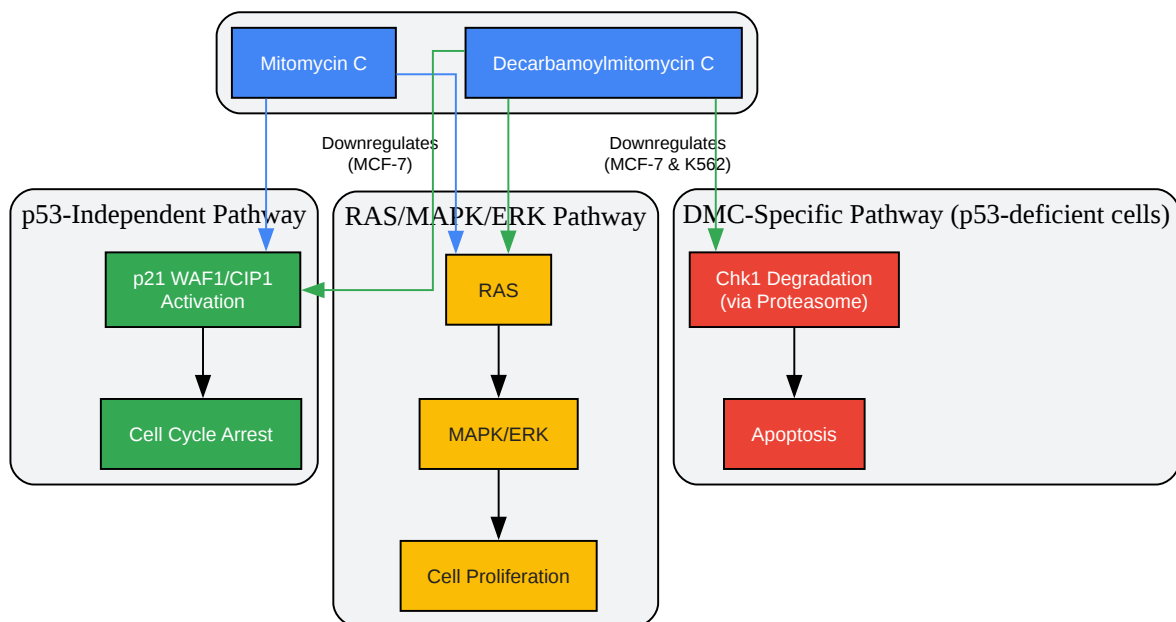 Mitomycin C
Decarbamoylmitomycin C
Downregulates
(MCF-7)
Downregulates
(MCF-7 & K562)
p53-Independent Pathway
RAS/MAPK/ERK Pathway
DMC-Specific Pathway (p53-deficient cells)
p21 WAF1/CIP1
Activation
RAS
Chk1 Degradation
(via Proteasome)
Cell Cycle Arrest
MAPK/ERK
Apoptosis
Cell Proliferation